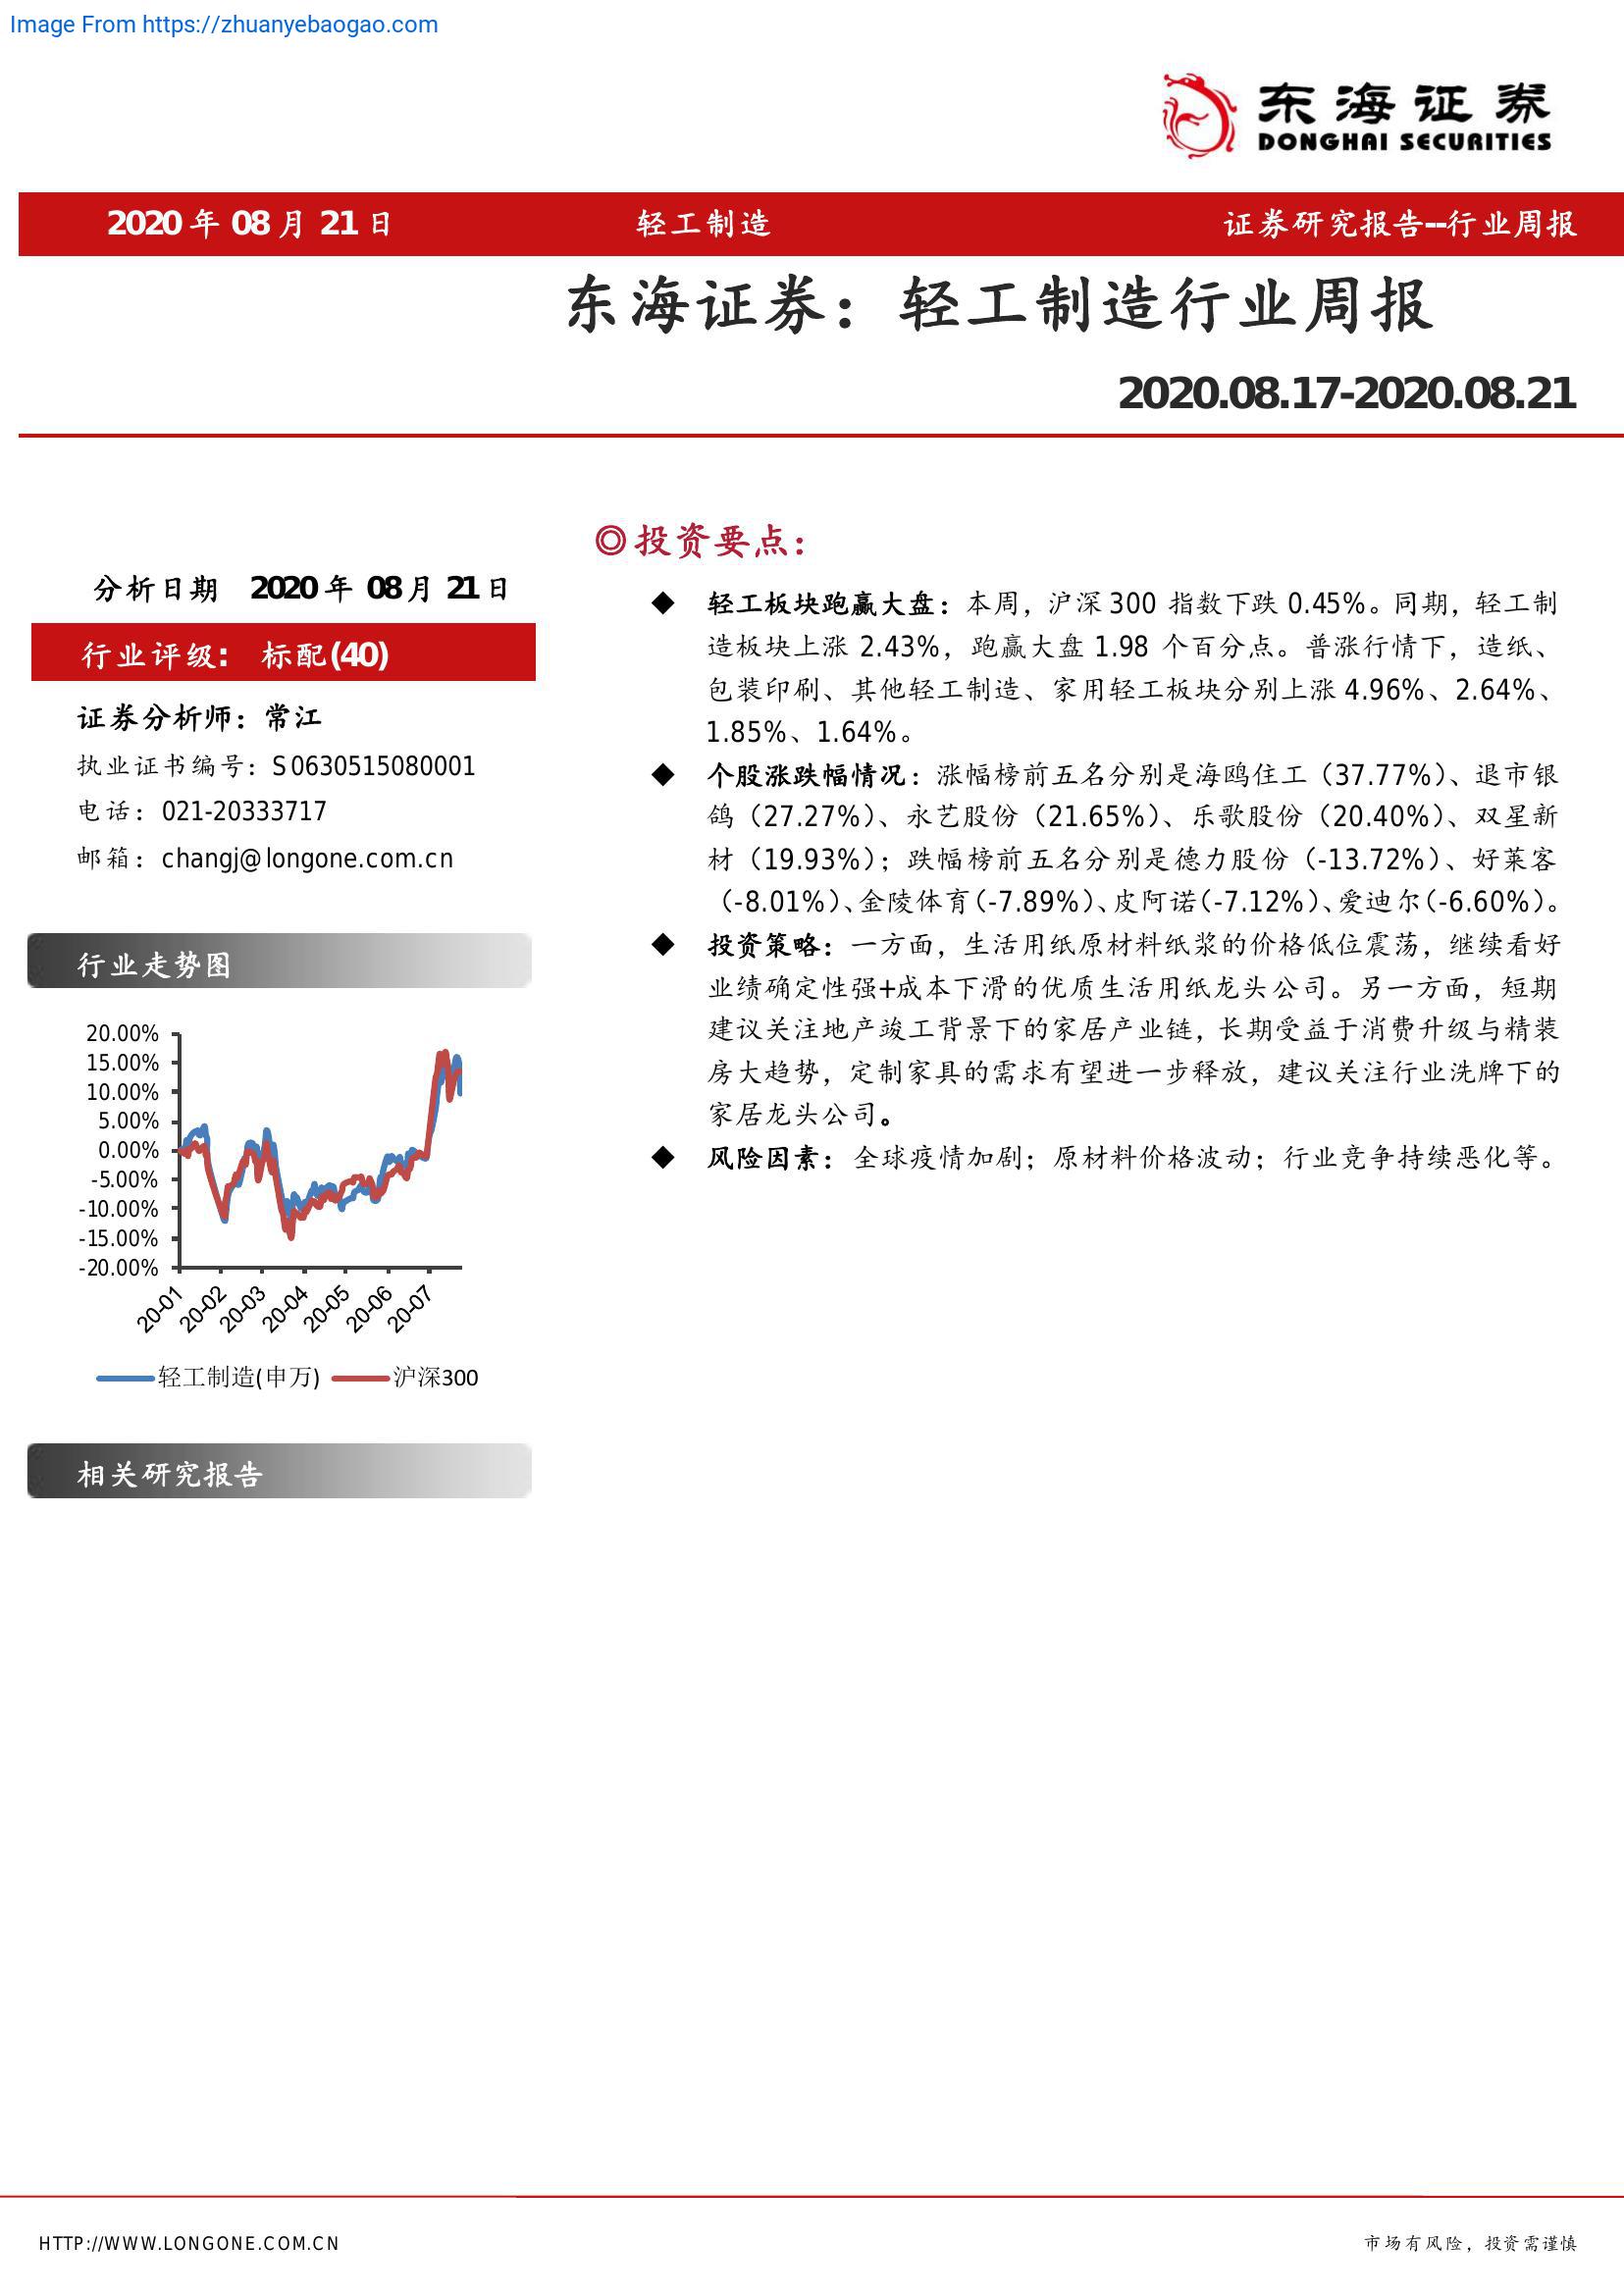 Image From https://zhuanyebaogao.com
东海证券
DONGHAI SECURITIES
2020 年 08 月 21 日 轻工制造 证券研究报告--行业周报
东海证券：轻工制造行业周报
2020.08.17-2020.08.21
分析日期 2020 年 08 月 21 日
行业评级： 标配(40)
证券分析师：常江
执业证书编号：S0630515080001
电话：021-20333717
邮箱：changj@longone.com.cn
行业走势图
20.00%
15.00%
10.00%
5.00%
0.00%
-5.00%
-10.00%
-15.00%
-20.00%
20-01 20-02 20-03 20-04 20-05 20-06 20-07
轻工制造(申万) 沪深300
相关研究报告
◎投资要点：
◆ 轻工板块跑赢大盘：本周，沪深 300 指数下跌 0.45%。同期，轻工制
造板块上涨 2.43%，跑赢大盘 1.98 个百分点。普涨行情下，造纸、
包装印刷、其他轻工制造、家用轻工板块分别上涨 4.96%、2.64%、
1.85%、1.64%。
◆ 个股涨跌幅情况：涨幅榜前五名分别是海鸥住工（37.77%）、退市银
鸽（27.27%）、永艺股份（21.65%）、乐歌股份（20.40%）、双星新
材（19.93%）；跌幅榜前五名分别是德力股份（-13.72%）、好莱客
（-8.01%）、金陵体育（-7.89%）、皮阿诺（-7.12%）、爱迪尔（-6.60%）。
◆ 投资策略：一方面，生活用纸原材料纸浆的价格低位震荡，继续看好
业绩确定性强+成本下滑的优质生活用纸龙头公司。另一方面，短期
建议关注地产竣工背景下的家居产业链，长期受益于消费升级与精装
房大趋势，定制家具的需求有望进一步释放，建议关注行业洗牌下的
家居龙头公司。
◆ 风险因素：全球疫情加剧；原材料价格波动；行业竞争持续恶化等。
HTTP://WWW.LONGONE.COM.CN 市场有风险，投资需谨慎